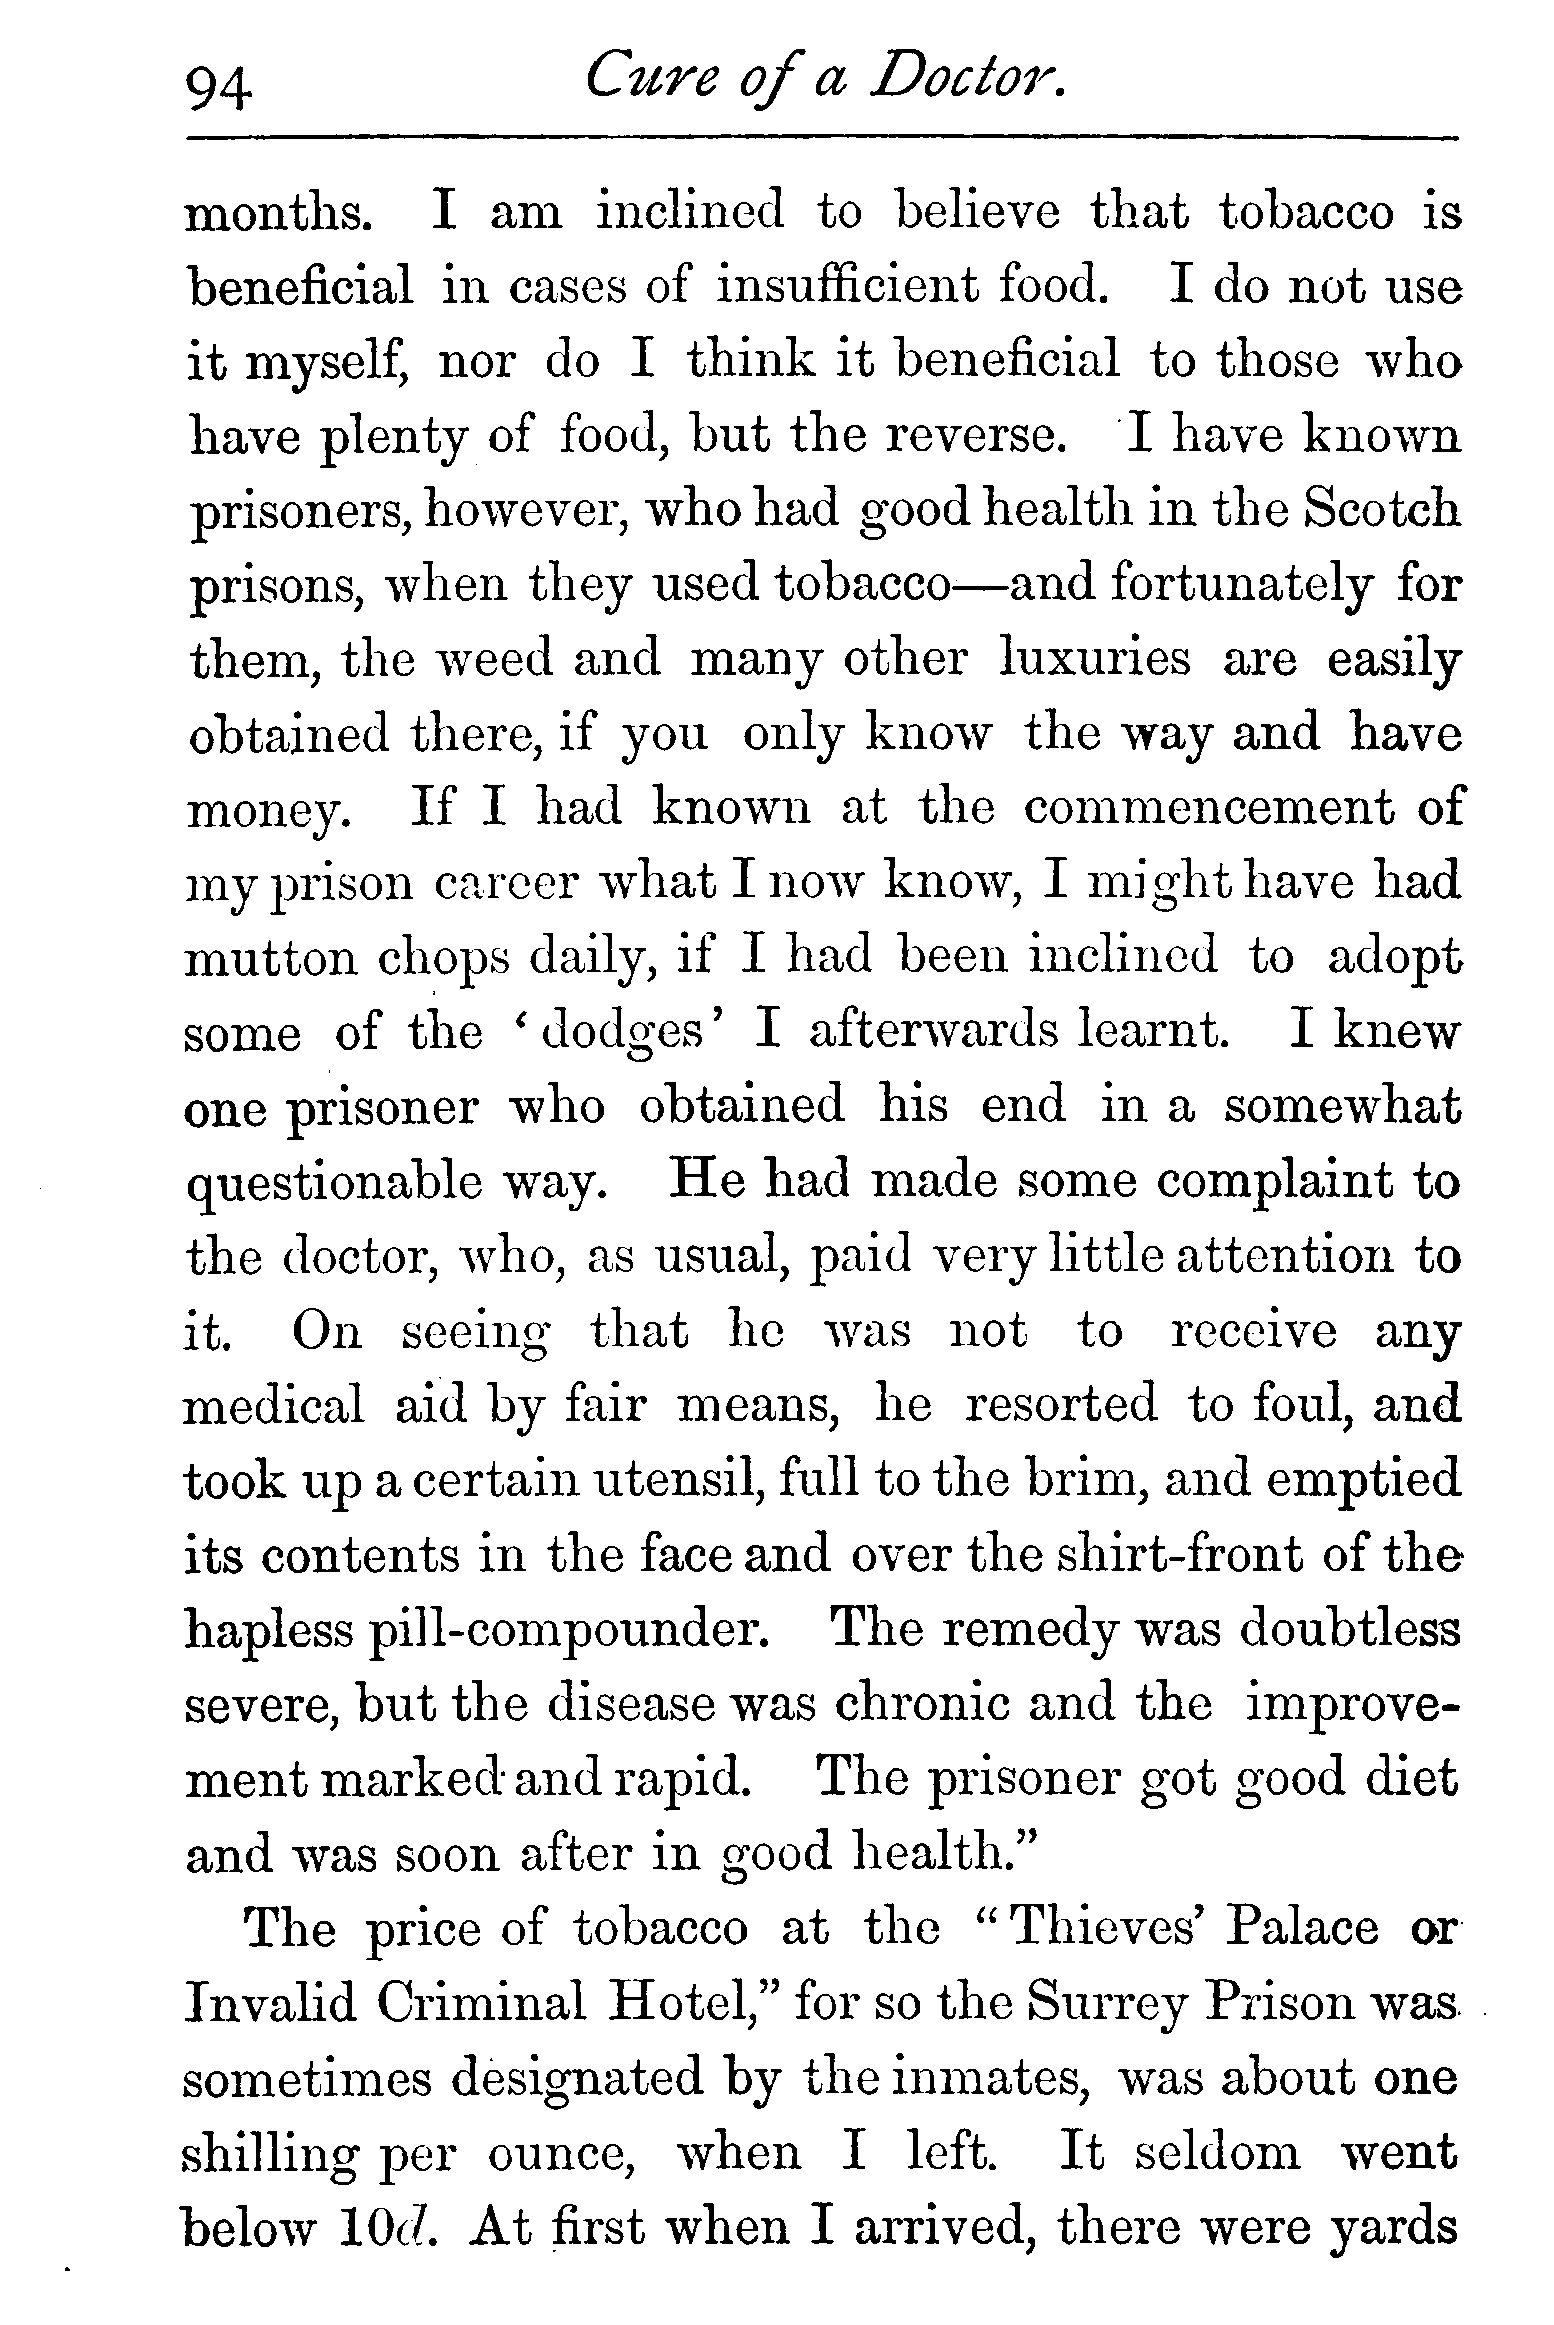 94 Cure of a Doctor.
months. I am inclined to believe that tobacco is
beneficial in cases of insufficient food. I do not use
it myself, nor do I think it beneficial to those who
have plenty of food, but the reverse. I have known
prisoners, however, who had good health in the Scotch
prisons, when they used tobacco—and fortunately for
them, the weed and many other luxuries are easily
obtained there, if you only know the way and have
money. If I had known at the commencement of
my prison career what I now know, I might have had
mutton chops daily, if I had been inclined to adopt
some of the ‘dodges’ I afterwards learnt. I knew
one prisoner who obtained his end in a somewhat
questionable way. He had made some complaint to
the doctor, who, as usual, paid very little attention to
it. On seeing that he was not to receive any
medical aid by fair means, he resorted to foul, and
took up a certain utensil, full to the brim, and emptied
its contents in the face and over the shirt-front of the
hapless pill-compounder. The remedy was doubtless
severe, but the disease was chronic and the improve-
ment marked and rapid. The prisoner got good diet
and was soon after in good health.”
The price of tobacco at the “Thieves’ Palace or
Invalid Criminal Hotel,” for so the Surrey Prison was
sometimes designated by the inmates, was about one
shilling per ounce, when I left. It seldom went
below 10d. At first when I arrived, there were yards